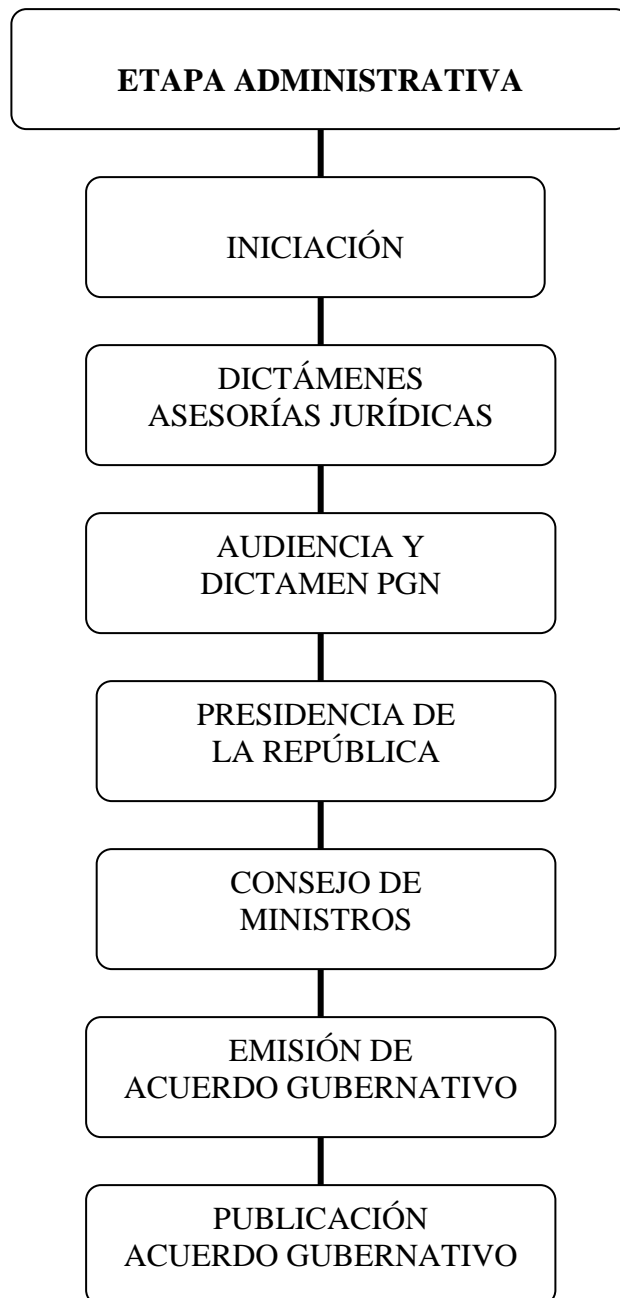 ETAPA ADMINISTRATIVA
INICIACIÓN
DICTÁMENES
ASESORÍAS JURÍDICAS
AUDIENCIA Y
DICTAMEN PGN
PRESIDENCIA DE
LA REPÚBLICA
CONSEJO DE
MINISTROS
EMISIÓN DE
ACUERDO GUBERNATIVO
PUBLICACIÓN
ACUERDO GUBERNATIVO